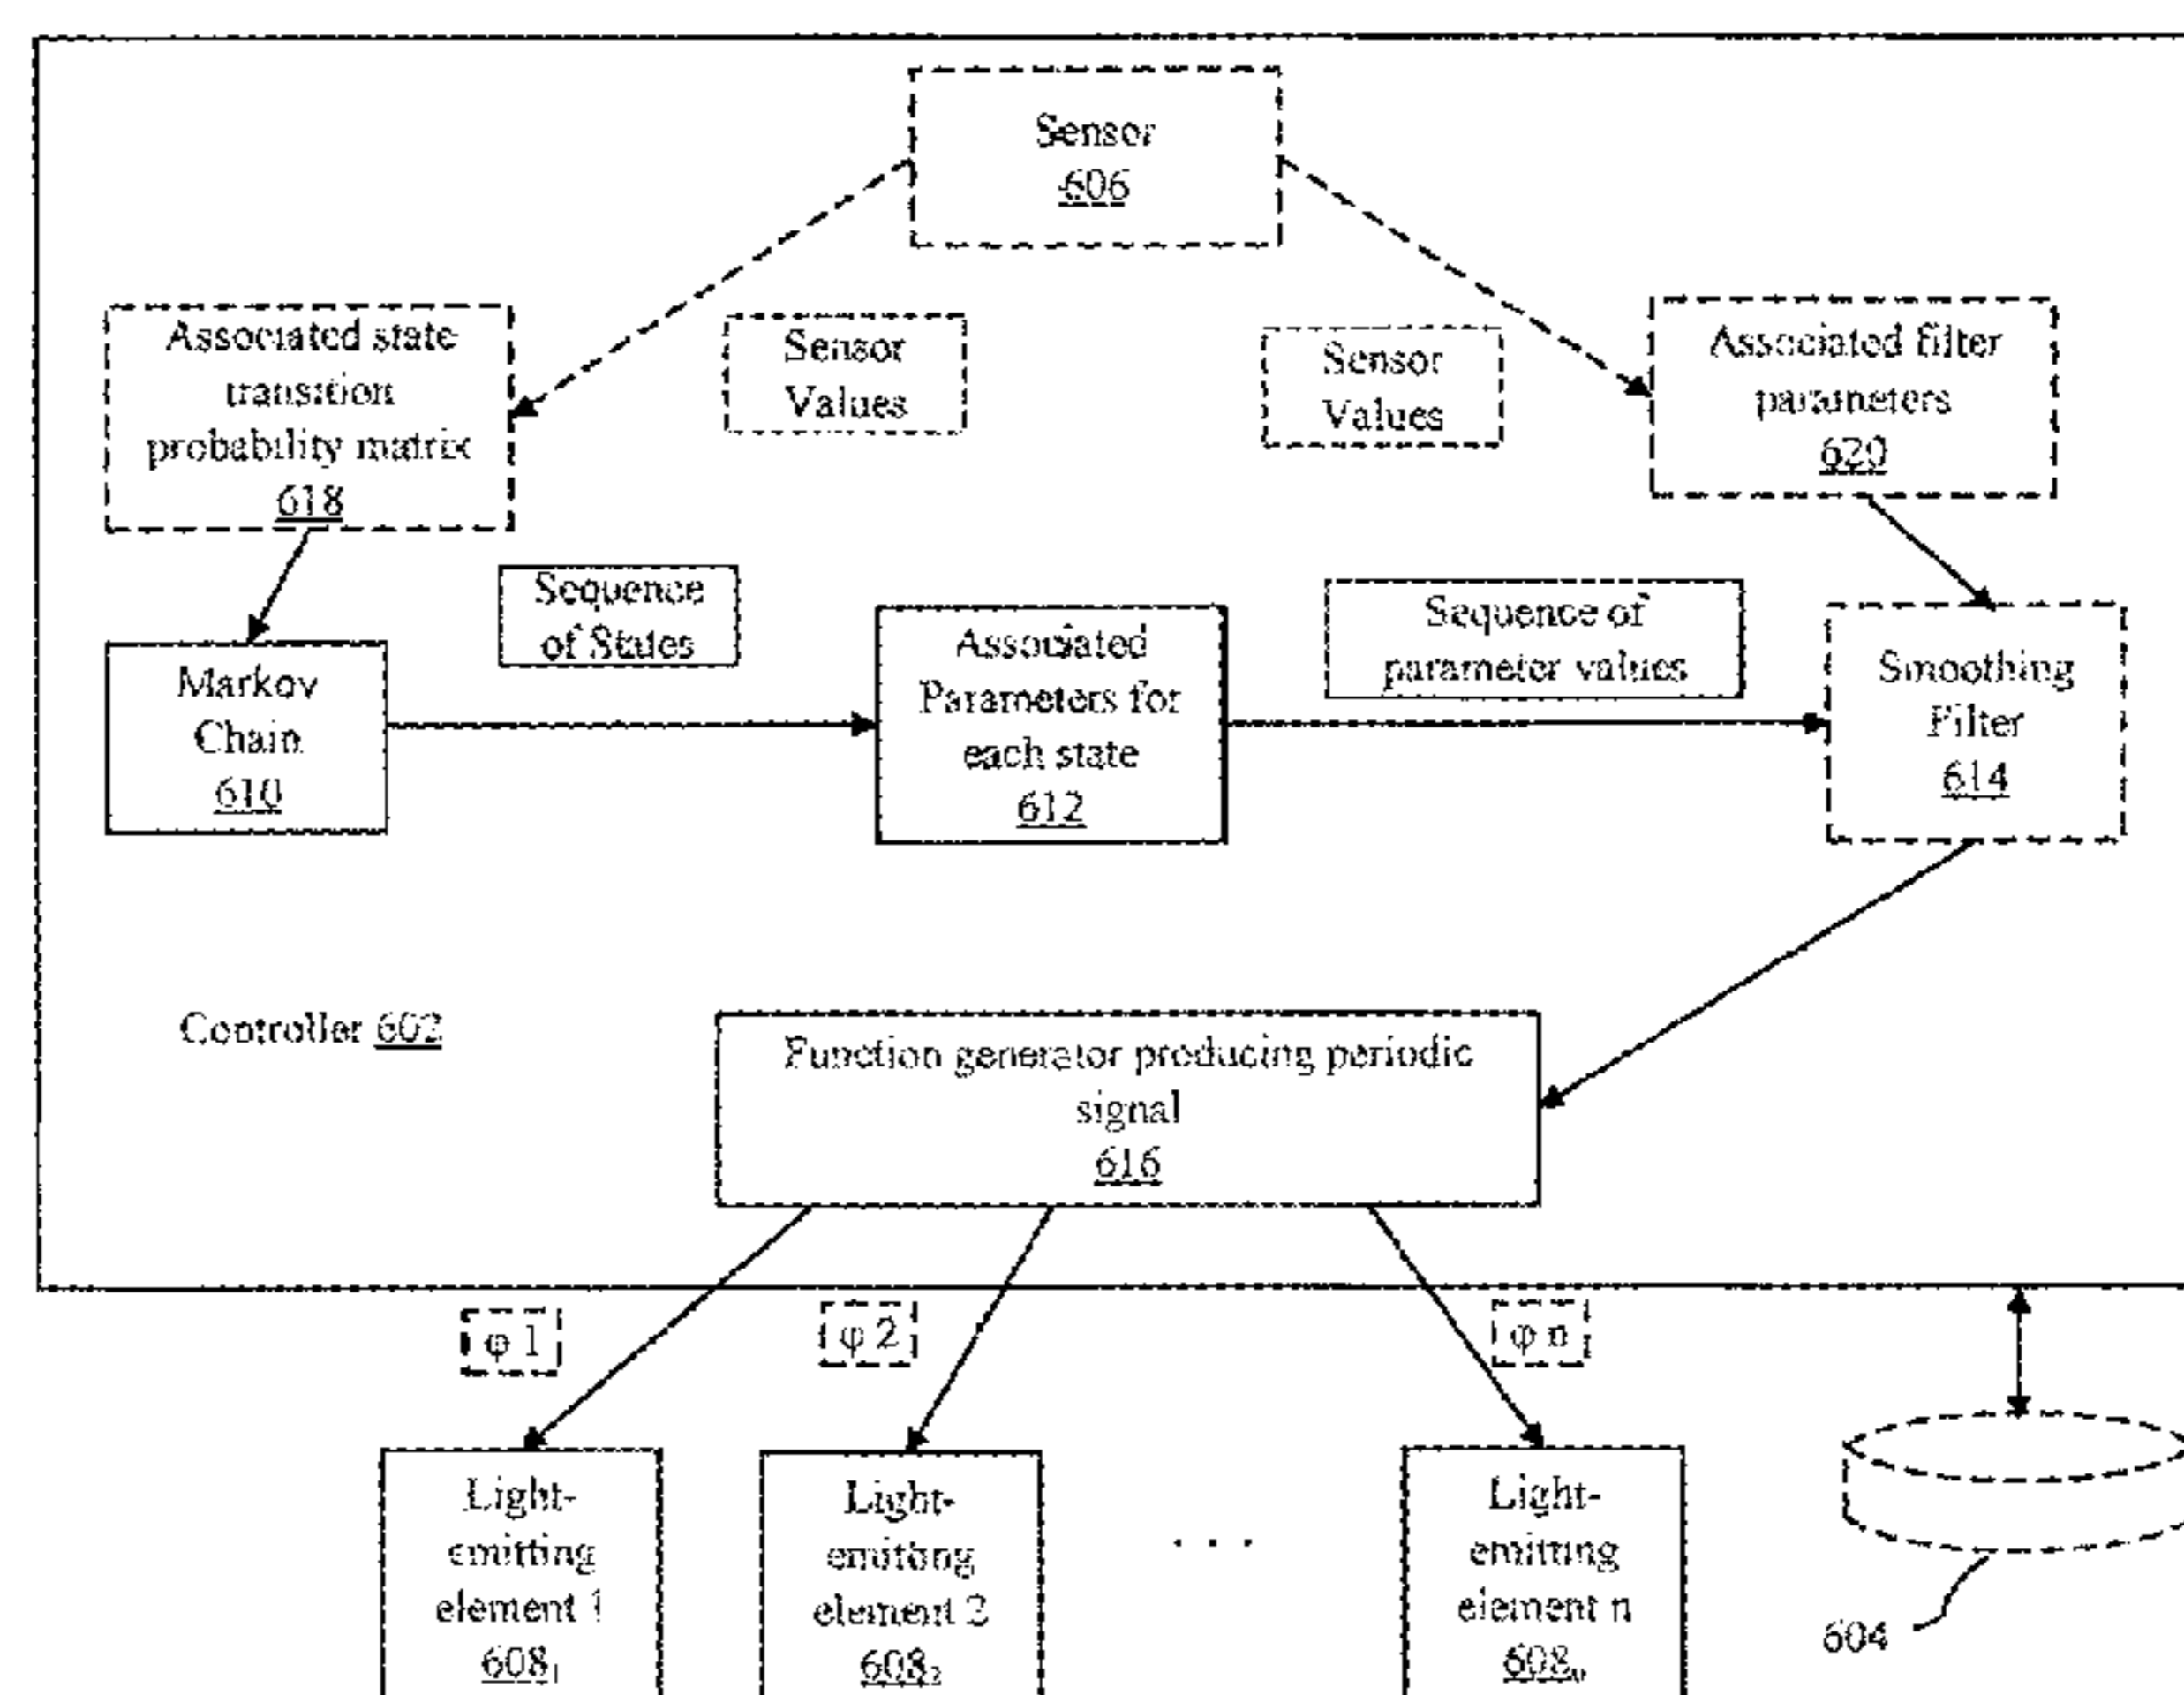 Sensor
606
Associated state
transition
probability matrix
618
Sensor
Values
Sensor
Values
Associated filter
parameters
620
Sequence
of States
Sequence of
parameter values
Markov
Chain
610
Associated
Parameters for
each state
612
Smoothing
Filter
614
Controller 602
Function generator producing periodic
signal
616
φ 1
φ 2
φ n
Light-
emitting
element 1
608₁
Light-
emitting
element 2
608₂
. . .
Light-
emitting
element n
608ₙ
604